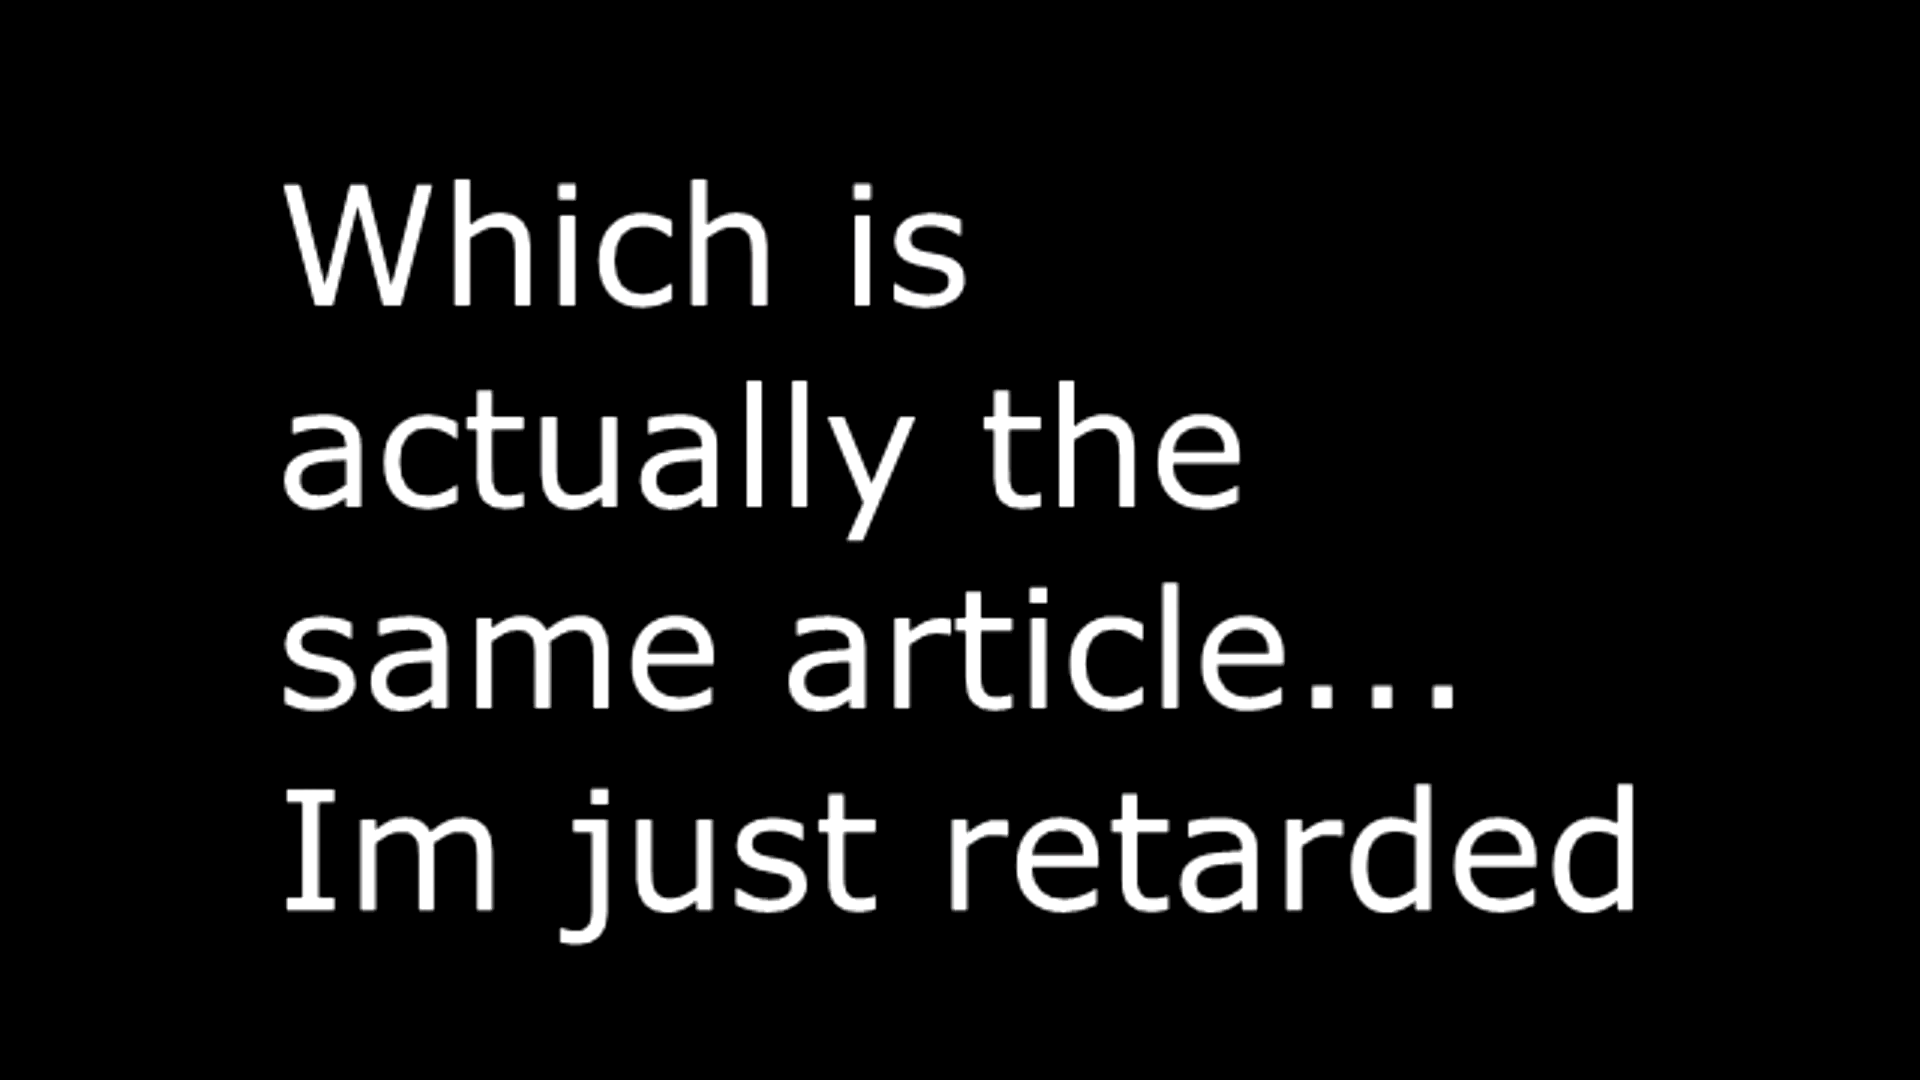 Which is
actually the
same article...
Im just retarded